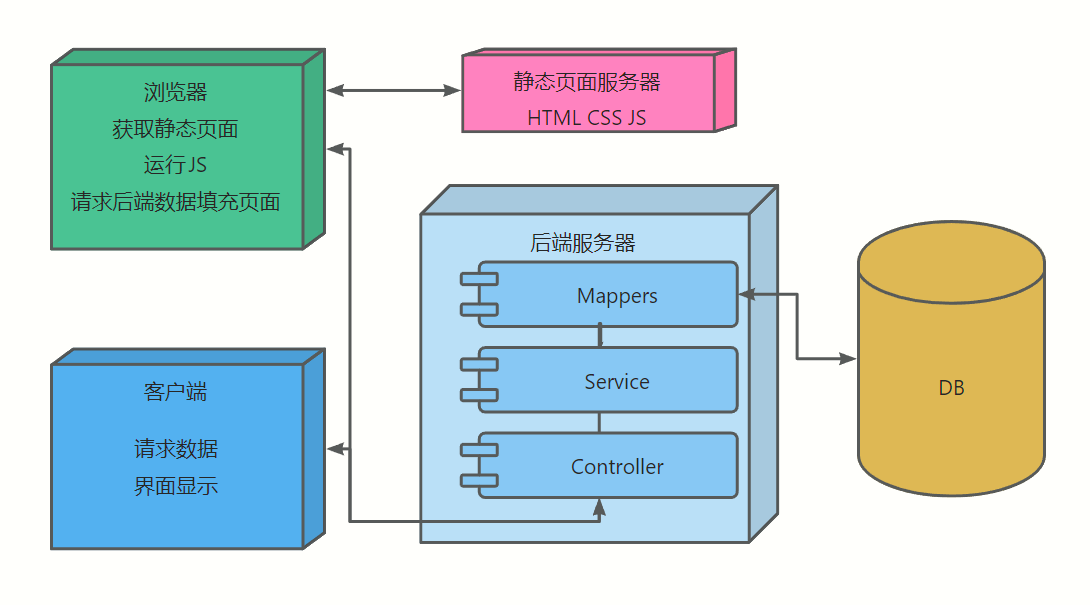 浏览器
获取静态页面
运行JS
请求后端数据填充页面
静态页面服务器
HTML CSS JS
后端服务器
Mappers
Service
Controller
DB
客户端
请求数据
界面显示